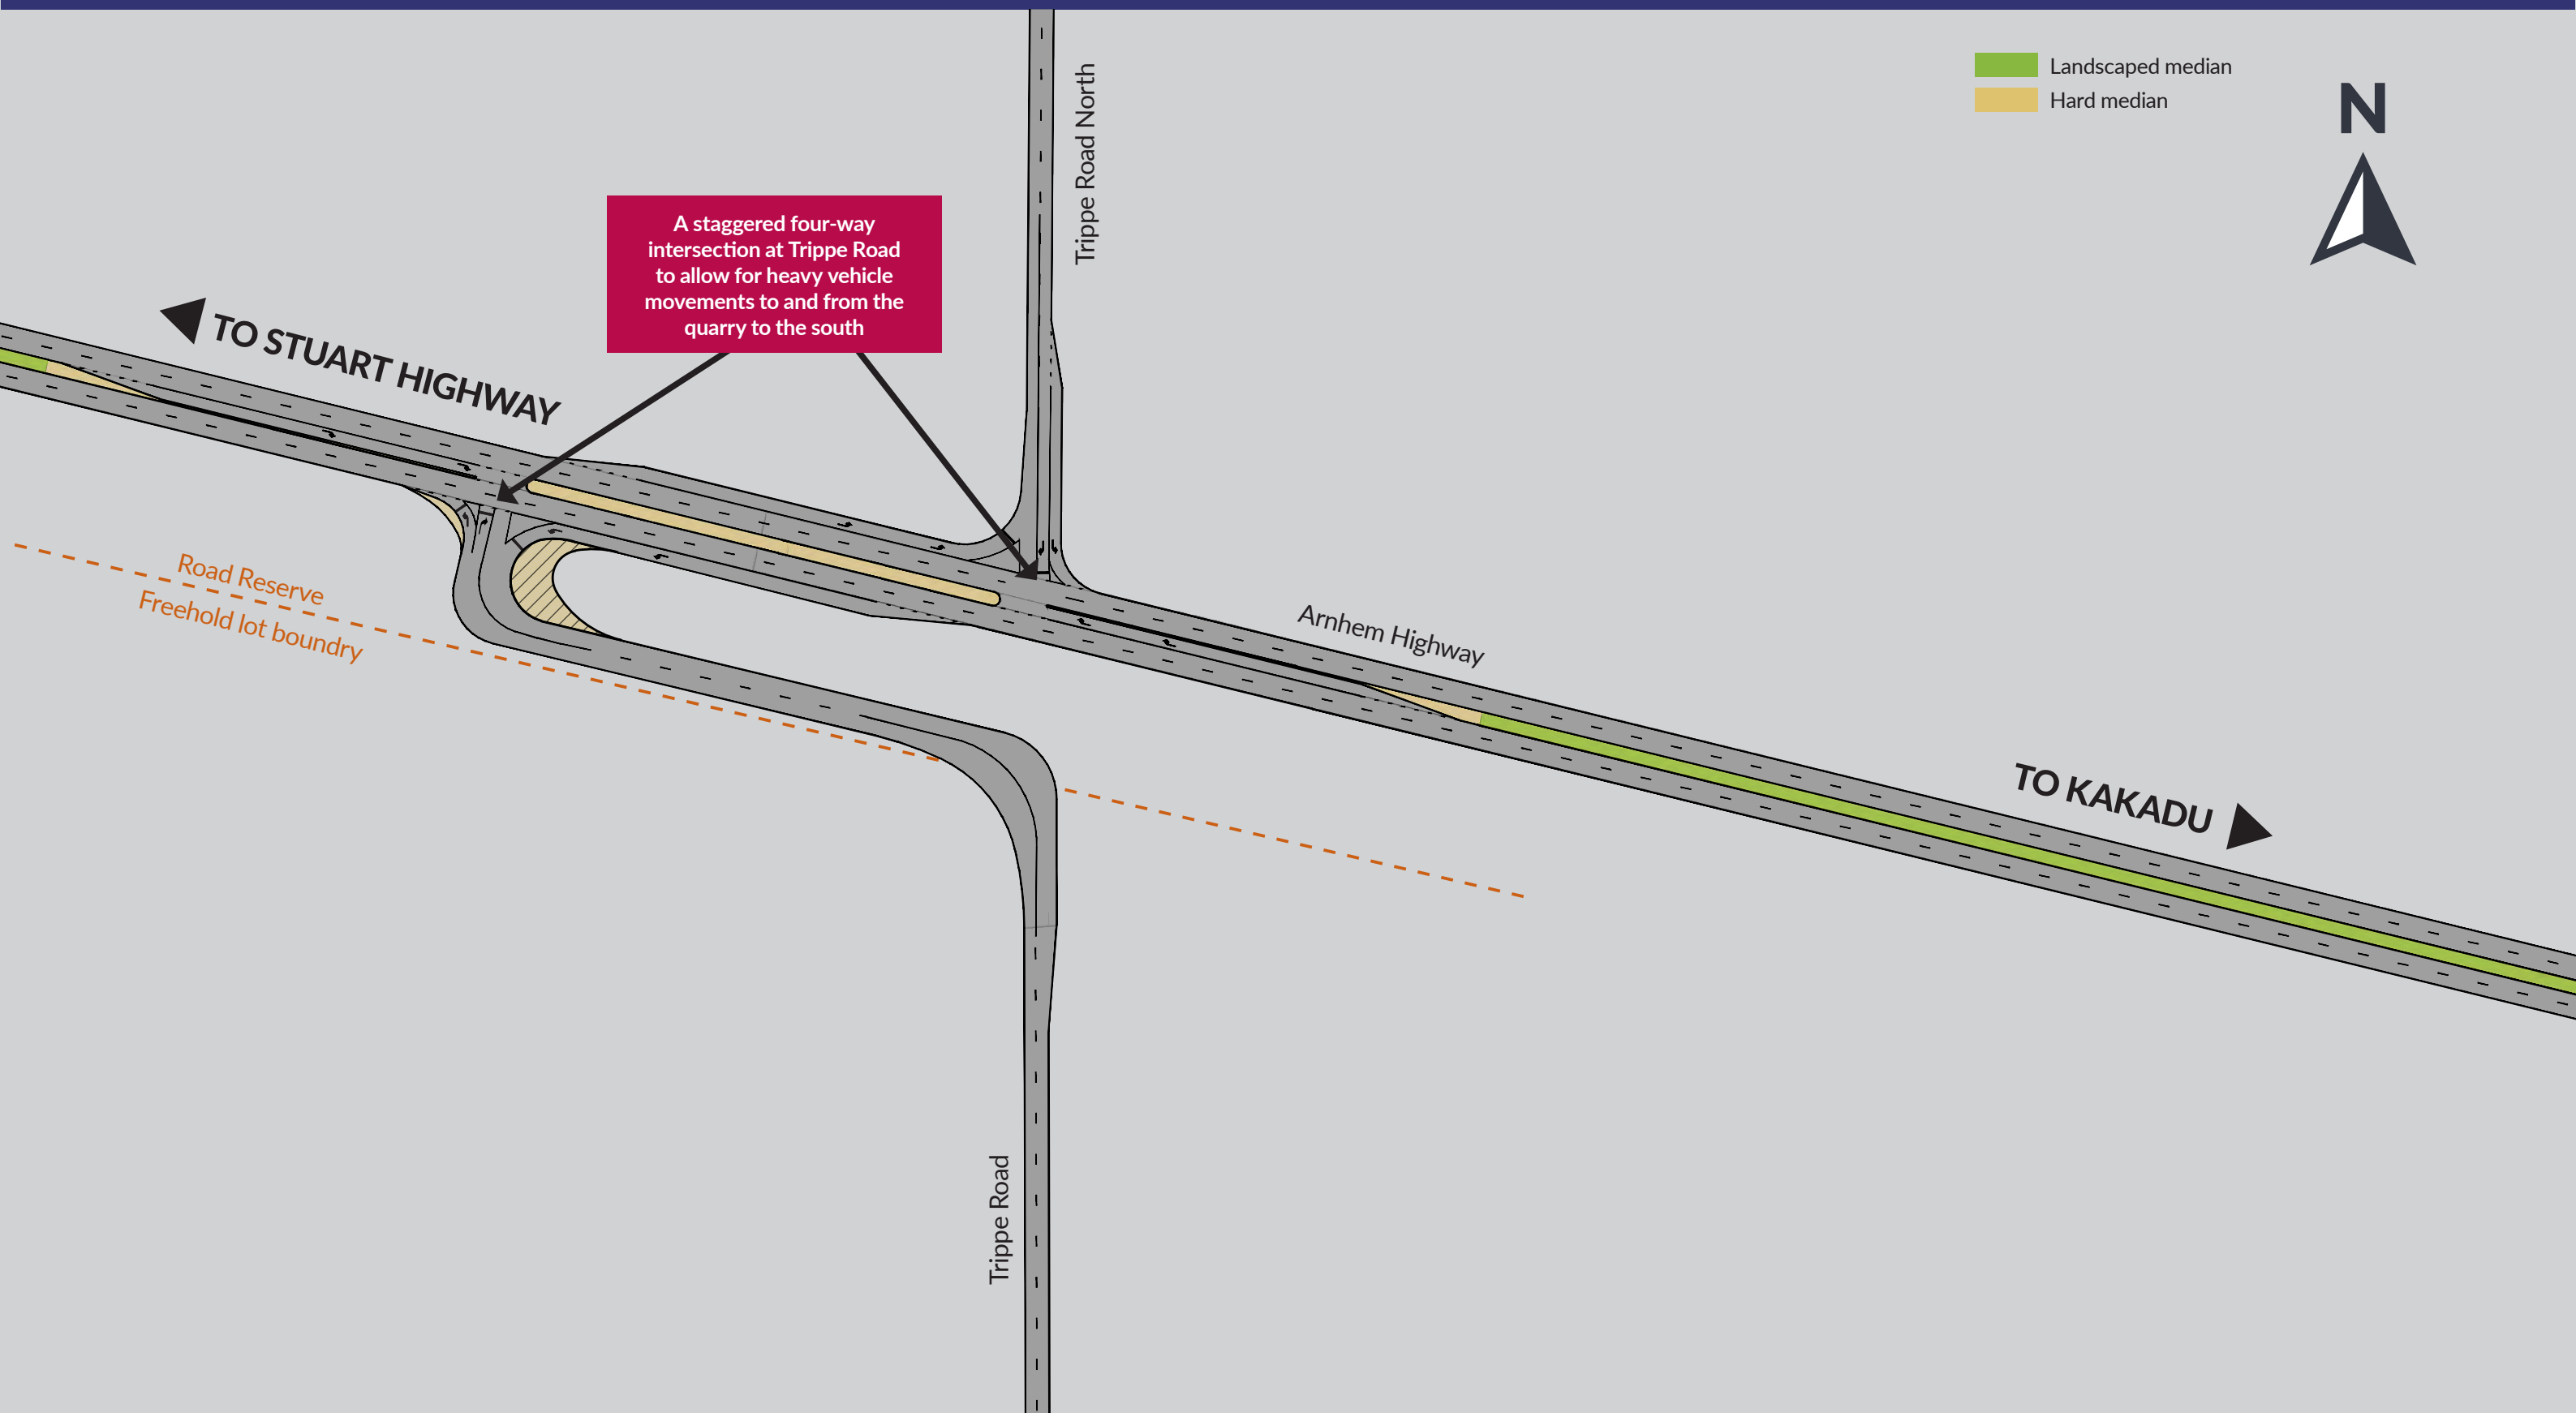 Landscaped median
Hard median
N
Trippe Road North
A staggered four-way
intersection at Trippe Road
to allow for heavy vehicle
movements to and from the
quarry to the south
TO STUART HIGHWAY
Road Reserve
Freehold lot boundry
Arnhem Highway
TO KAKADU
Trippe Road